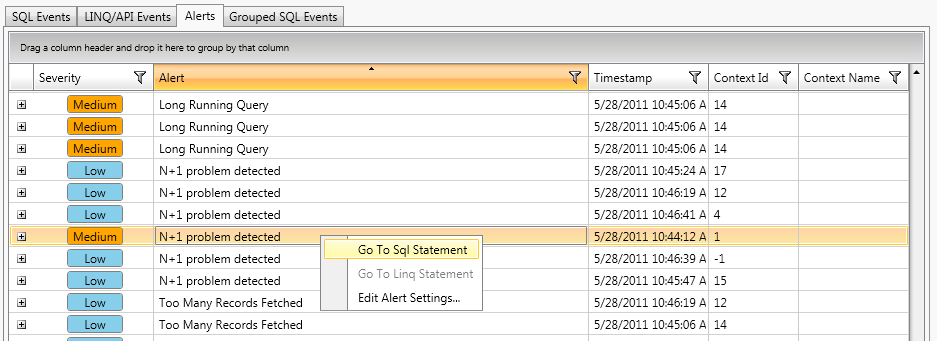 SQL Events LINQ/API Events Alerts Grouped SQL Events
Drag a column header and drop it here to group by that column
Severity Alert Timestamp Context Id Context Name
Medium Long Running Query 5/28/2011 10:45:06 A 14
Medium Long Running Query 5/28/2011 10:45:06 A 14
Medium Long Running Query 5/28/2011 10:45:06 A 14
Low N+1 problem detected 5/28/2011 10:45:24 A 17
Low N+1 problem detected 5/28/2011 10:46:19 A 12
Low N+1 problem detected 5/28/2011 10:46:41 A 4
Medium N+1 problem detected 5/28/2011 10:44:12 A 1
Go To Sql Statement
Low N+1 problem detected 5/28/2011 10:46:39 A -1
Go To Linq Statement
Low N+1 problem detected 5/28/2011 10:45:47 A 15
Edit Alert Settings...
Low Too Many Records Fetched 5/28/2011 10:46:19 A 12
Low Too Many Records Fetched 5/28/2011 10:45:06 A 14